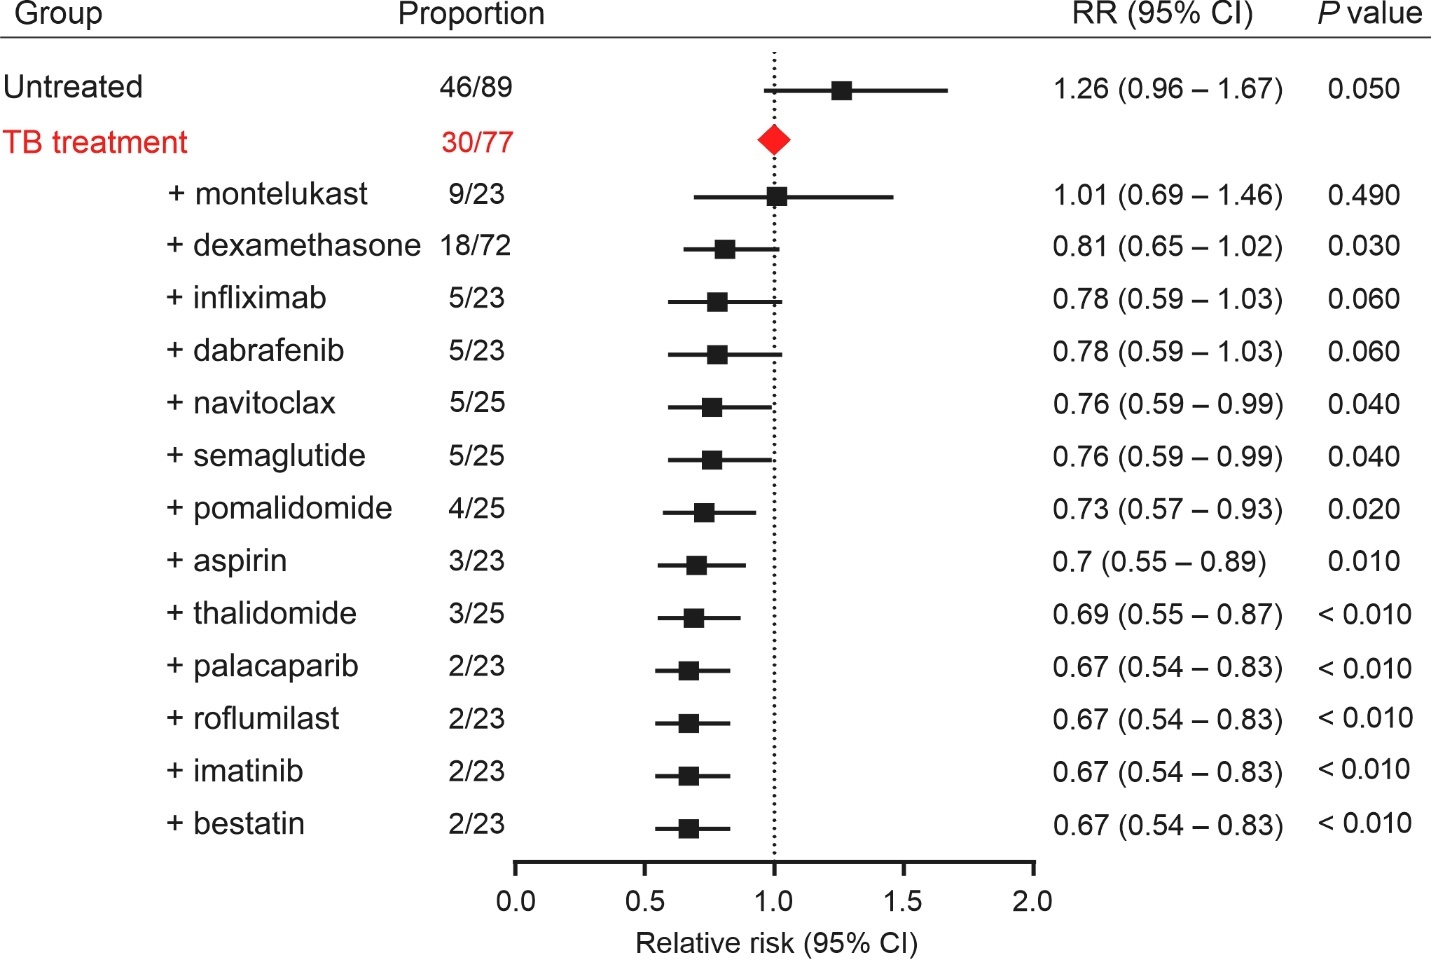 Group Proportion RR (95% CI) P value
Untreated 46/89 1.26 (0.96 – 1.67) 0.050
TB treatment 30/77
+ montelukast 9/23 1.01 (0.69 – 1.46) 0.490
+ dexamethasone 18/72 0.81 (0.65 – 1.02) 0.030
+ infliximab 5/23 0.78 (0.59 – 1.03) 0.060
+ dabrafenib 5/23 0.78 (0.59 – 1.03) 0.060
+ navitoclax 5/25 0.76 (0.59 – 0.99) 0.040
+ semaglutide 5/25 0.76 (0.59 – 0.99) 0.040
+ pomalidomide 4/25 0.73 (0.57 – 0.93) 0.020
+ aspirin 3/23 0.7 (0.55 – 0.89) 0.010
+ thalidomide 3/25 0.69 (0.55 – 0.87) < 0.010
+ palacaparib 2/23 0.67 (0.54 – 0.83) < 0.010
+ roflumilast 2/23 0.67 (0.54 – 0.83) < 0.010
+ imatinib 2/23 0.67 (0.54 – 0.83) < 0.010
+ bestatin 2/23 0.67 (0.54 – 0.83) < 0.010
0.0 0.5 1.0 1.5 2.0
Relative risk (95% CI)